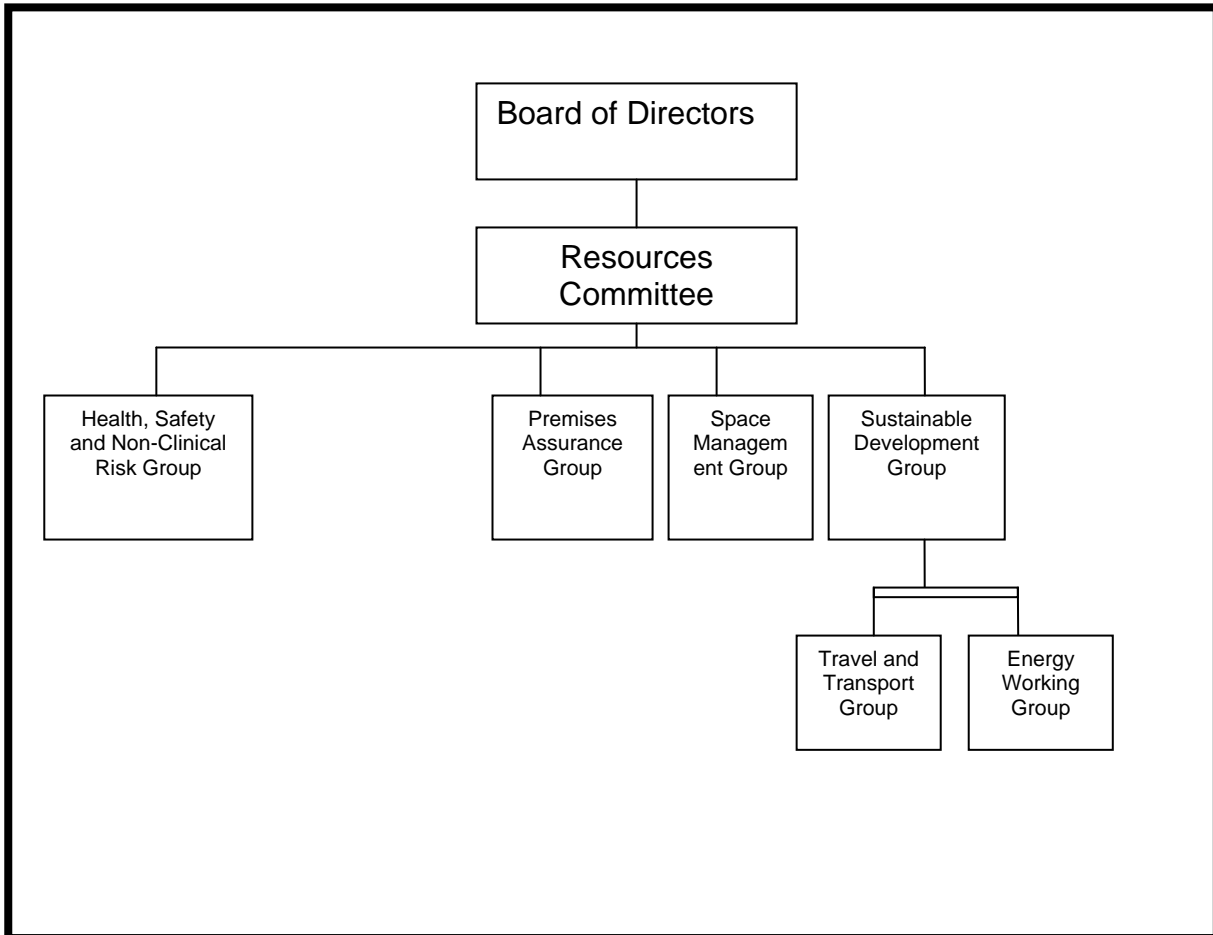 Board of Directors
Resources
Committee
Health, Safety
and Non-Clinical
Risk Group
Premises
Assurance
Group
Space
Managem
ent Group
Sustainable
Development
Group
Travel and
Transport
Group
Energy
Working
Group